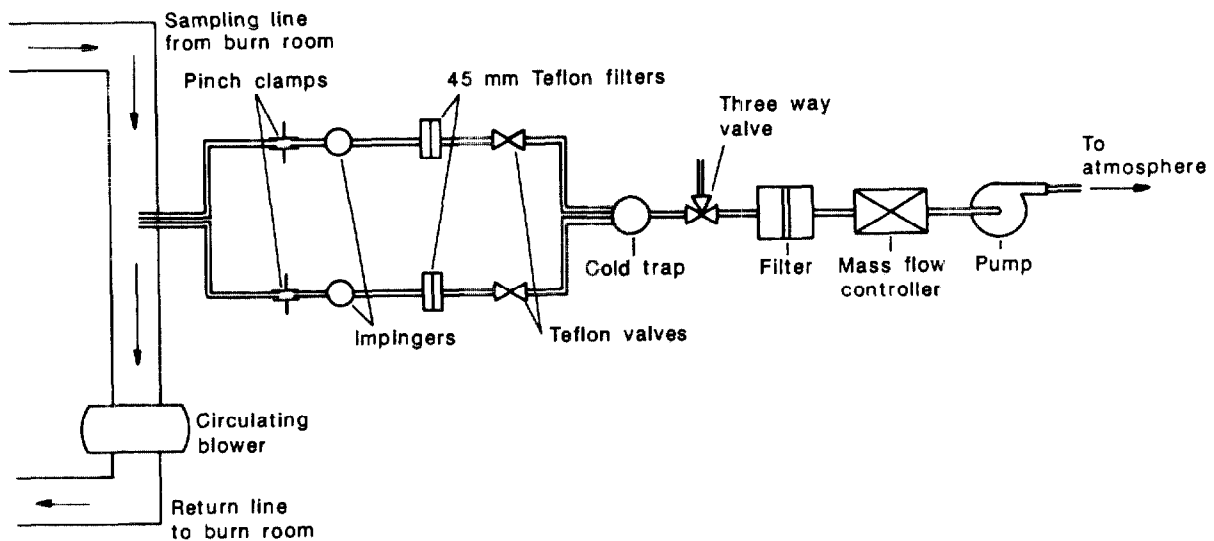 Sampling line
from burn room
Pinch clamps
45 mm Teflon filters
Three way
valve
To
atmosphere
Cold trap
Filter
Mass flow
controller
Pump
Impingers
Teflon valves
Circulating
blower
Return line
to burn room